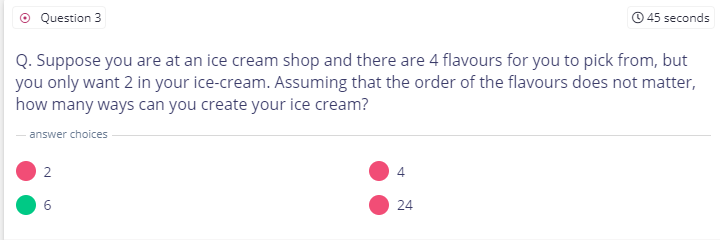 Question 3
45 seconds
Q. Suppose you are at an ice cream shop and there are 4 flavours for you to pick from, but
you only want 2 in your ice-cream. Assuming that the order of the flavours does not matter,
how many ways can you create your ice cream?
answer choices
2
4
6
24